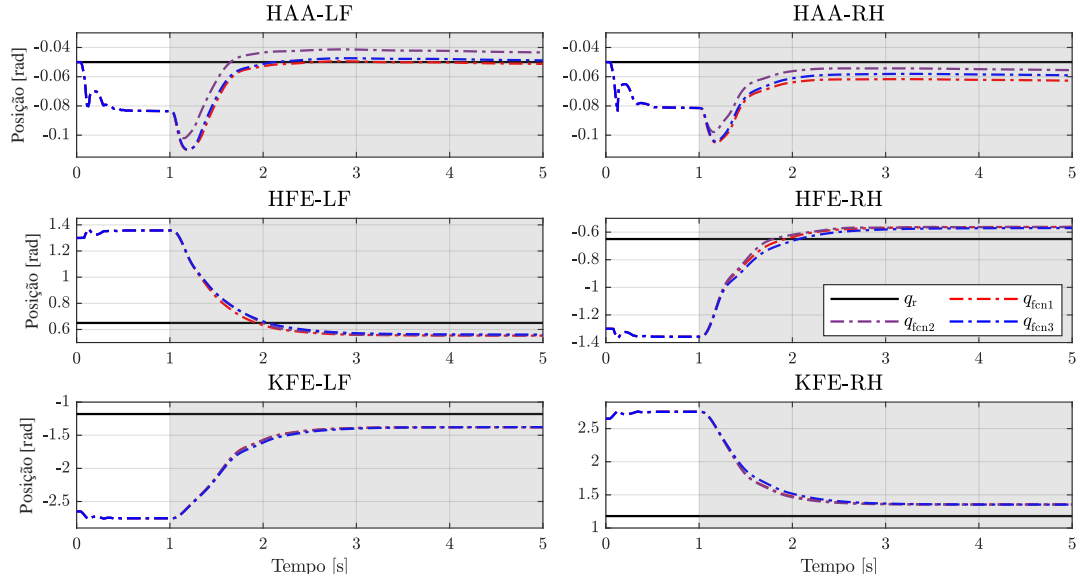 HAA-LF
HAA-RH
Posição [rad]
-0.04
-0.06
-0.08
-0.1
0 1 2 3 4 5
-0.04
-0.06
-0.08
-0.1
0 1 2 3 4 5
HFE-LF
HFE-RH
Posição [rad]
1.4
1.2
1
0.8
0.6
0 1 2 3 4 5
-0.6
-0.8
-1
-1.2
-1.4
0 1 2 3 4 5
q_r q_fcn1
q_fcn2 q_fcn3
KFE-LF
KFE-RH
Posição [rad]
-1
-1.5
-2
-2.5
0 1 2 3 4 5
Tempo [s]
2.5
2
1.5
1
0 1 2 3 4 5
Tempo [s]